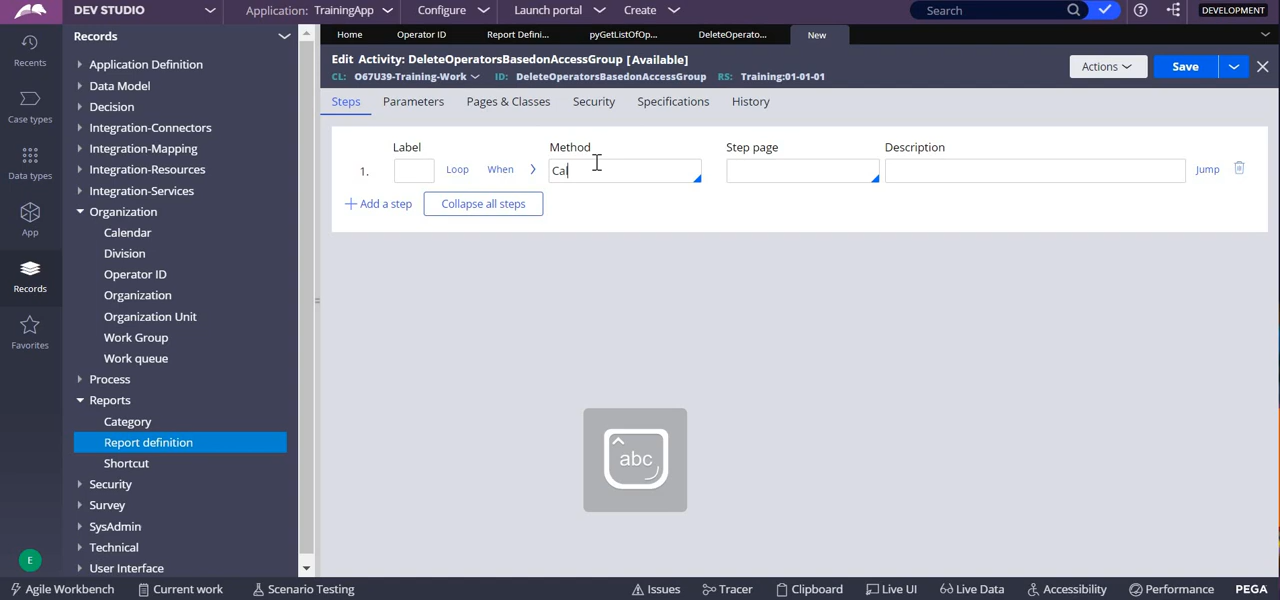 DEV STUDIO
Application: TrainingApp
Configure
Launch portal
Create
Search
DEVELOPMENT
Recents
Case types
Data types
App
Records
Favorites
E
Records
Application Definition
Data Model
Decision
Integration-Connectors
Integration-Mapping
Integration-Resources
Integration-Services
Organization
Calendar
Division
Operator ID
Organization
Organization Unit
Work Group
Work queue
Process
Reports
Category
Report definition
Shortcut
Security
Survey
SysAdmin
Technical
User Interface
Home
Operator ID
Report Defini...
pyGetListOfOp...
DeleteOperato...
New
Edit Activity: DeleteOperatorsBasedonAccessGroup [Available]
CL: O67U39-Training-Work ID: DeleteOperatorsBasedonAccessGroup RS: Training:01-01-01
Actions
Save
Steps
Parameters
Pages & Classes
Security
Specifications
History
Label
Method
Step page
Description
1.
Loop
When
Cal
Jump
Add a step
Collapse all steps
abc
Agile Workbench
Current work
Scenario Testing
Issues
Tracer
Clipboard
Live UI
Live Data
Accessibility
Performance
PEGA